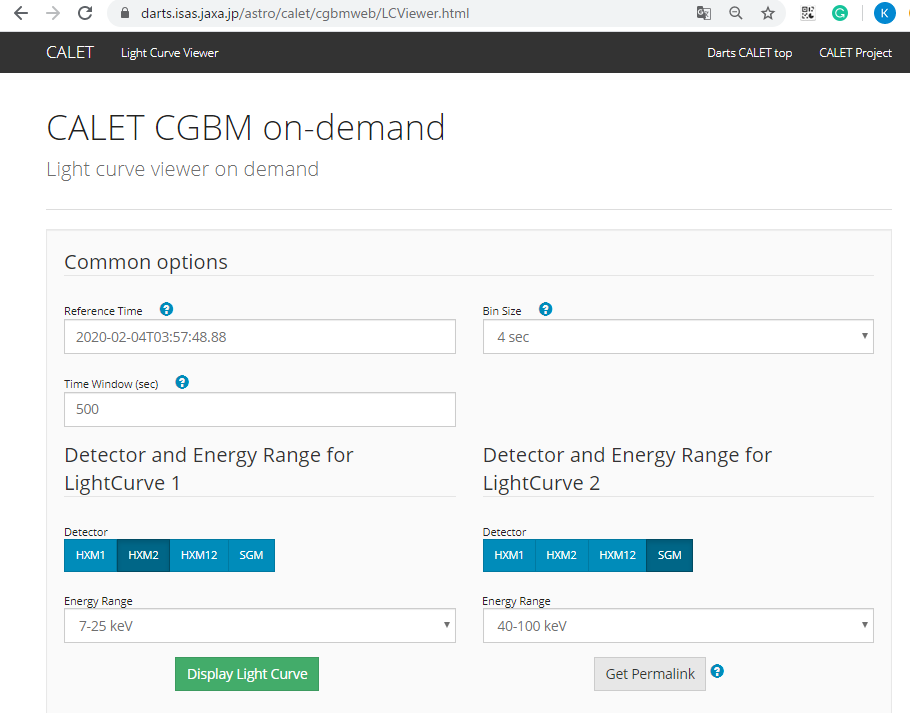 darts.isas.jaxa.jp/astro/calet/cgbmweb/LCViewer.html
K
CALET Light Curve Viewer Darts CALET top CALET Project
CALET CGBM on-demand
Light curve viewer on demand
Common options
Reference Time ? Bin Size ?
2020-02-04T03:57:48.88 4 sec
Time Window (sec) ?
500
Detector and Energy Range for
LightCurve 1
Detector and Energy Range for
LightCurve 2
Detector Detector
HXM1 HXM2 HXM12 SGM HXM1 HXM2 HXM12 SGM
Energy Range Energy Range
7-25 keV 40-100 keV
Display Light Curve Get Permalink ?